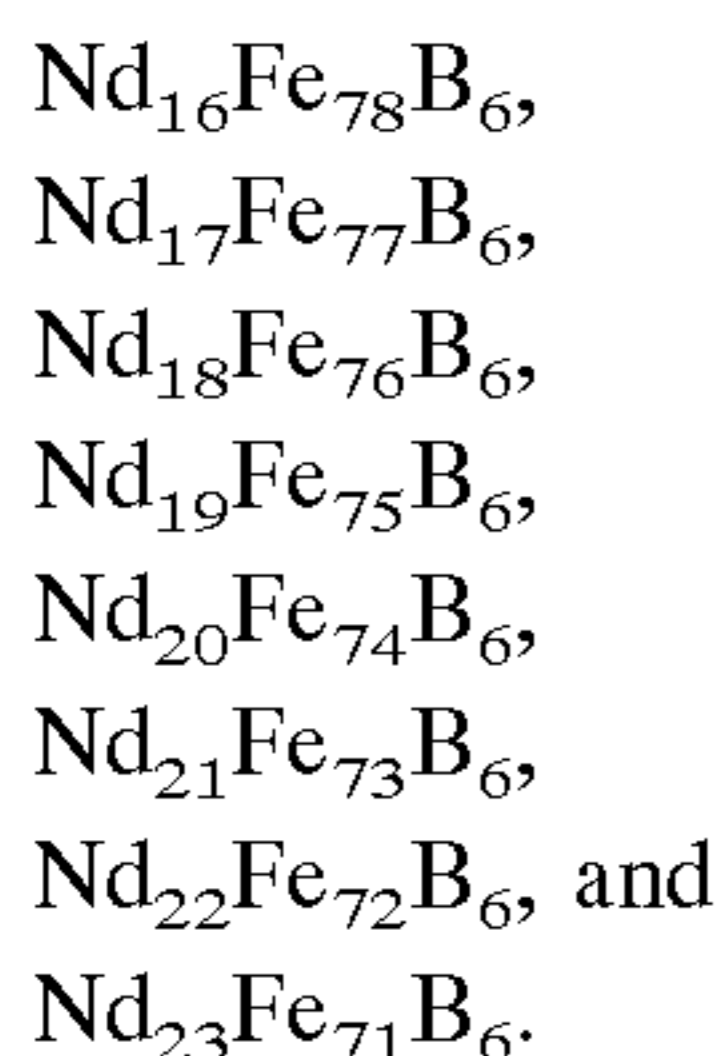 Nd₁₆Fe₇₈B₆,
Nd₁₇Fe₇₇B₆,
Nd₁₈Fe₇₆B₆,
Nd₁₉Fe₇₅B₆,
Nd₂₀Fe₇₄B₆,
Nd₂₁Fe₇₃B₆,
Nd₂₂Fe₇₂B₆, and
Nd₂₃Fe₇₁B₆.